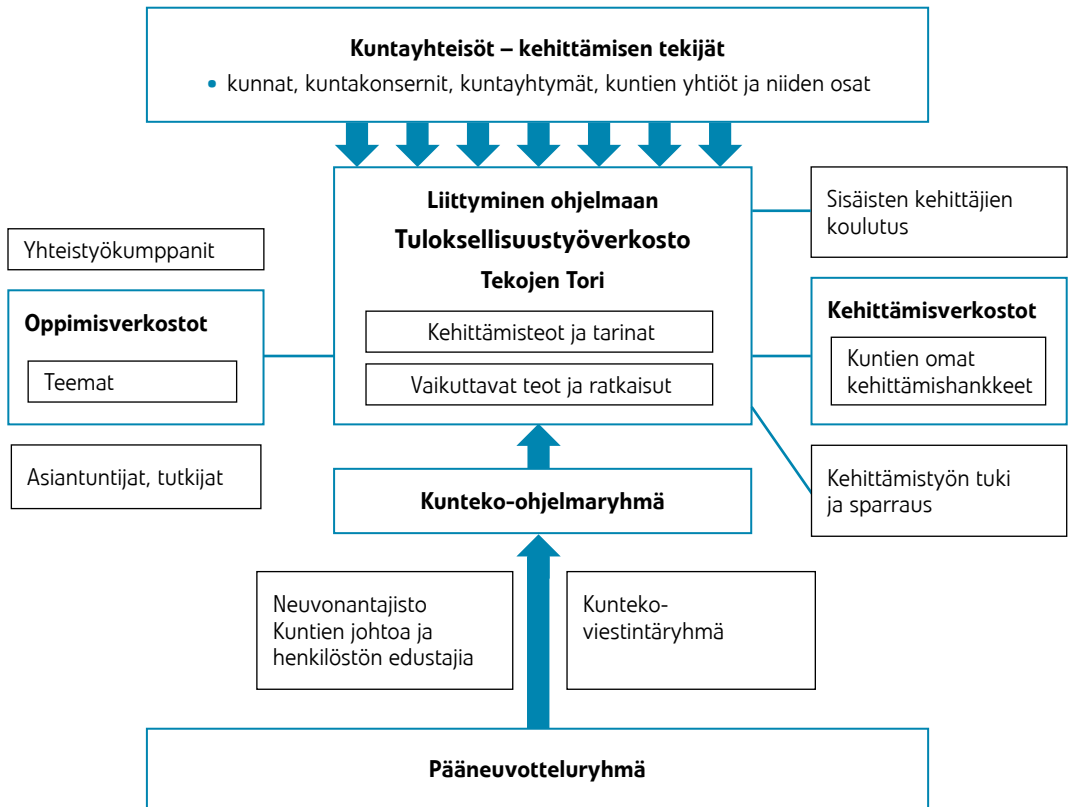 Kuntayhteisöt – kehittämisen tekijät
• kunnat, kuntakonsernit, kuntayhtymät, kuntien yhtiöt ja niiden osat
Liittyminen ohjelmaan
Tuloksellisuustyöverkosto
Tekojen Tori
Kehittämisteot ja tarinat
Vaikuttavat teot ja ratkaisut
Yhteistyökumppanit
Oppimisverkostot
Teemat
Asiantuntijat, tutkijat
Sisäisten kehittäjien
koulutus
Kehittämisverkostot
Kuntien omat
kehittämishankkeet
Kehittämistyön tuki
ja sparraus
Kunteko-ohjelmaryhmä
Neuvonantajisto
Kuntien johtoa ja
henkilöstön edustajia
Kunteko-
viestintäryhmä
Pääneuvotteluryhmä